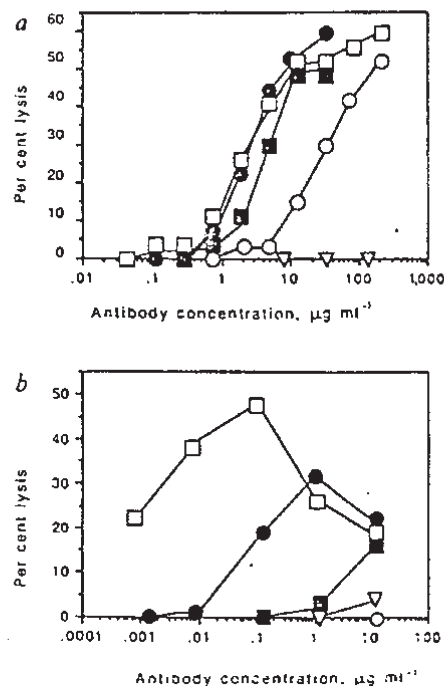 a
60
50
40
30
20
10
0
Per cent lysis
.01 .1 1 10 100 1,000
Antibody concentration, µg ml⁻¹
b
50
40
30
20
10
0
Per cent lysis
.0001 .001 .01 .1 1 10 100
Antibody concentration, µg ml⁻¹